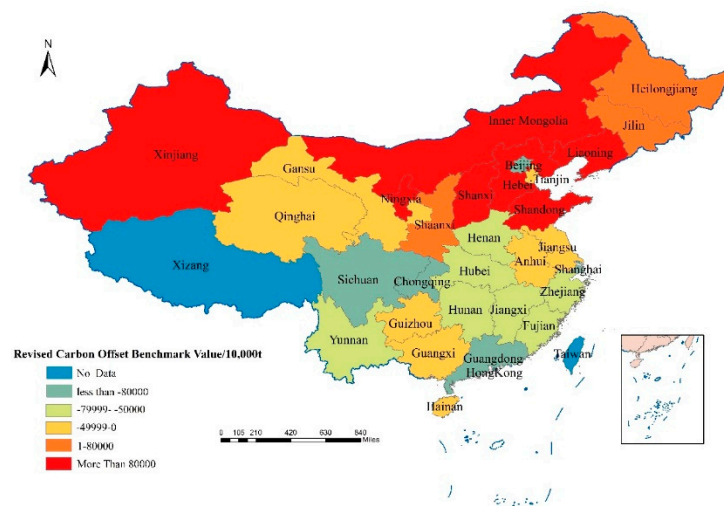 N
Heilongjiang
Jilin
Inner Mongolia
Liaoning
Xinjiang
Beijing
Gansu
Tianjin
Hebei
Ningxia
Shanxi
Shandong
Qinghai
Shaanxi
Henan
Jiangsu
Xizang
Anhui
Shanghai
Hubei
Sichuan
Chongqing
Zhejiang
Hunan
Jiangxi
Guizhou
Fujian
Yunnan
Guangxi
Guangdong
Taiwan
HongKong
Hainan
Revised Carbon Offset Benchmark Value/10,000t
No Data
less than -80000
-79999- -50000
-49999-0
1-80000
More Than 80000
0 105 210 420 630 840
Miles